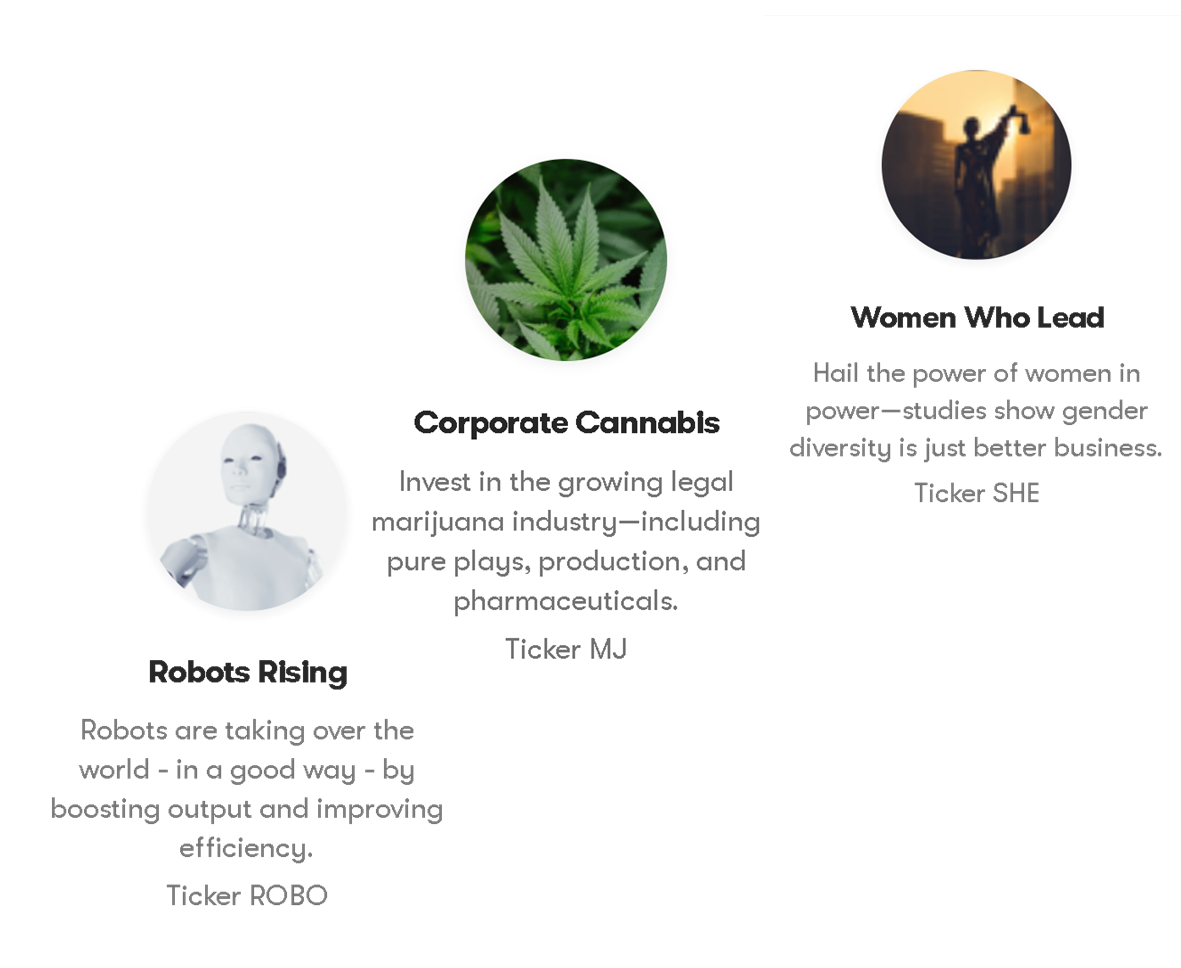 Women Who Lead
Hail the power of women in
power—studies show gender
diversity is just better business.
Ticker SHE
Corporate Cannabis
Invest in the growing legal
marijuana industry—including
pure plays, production, and
pharmaceuticals.
Ticker MJ
Robots Rising
Robots are taking over the
world - in a good way - by
boosting output and improving
efficiency.
Ticker ROBO